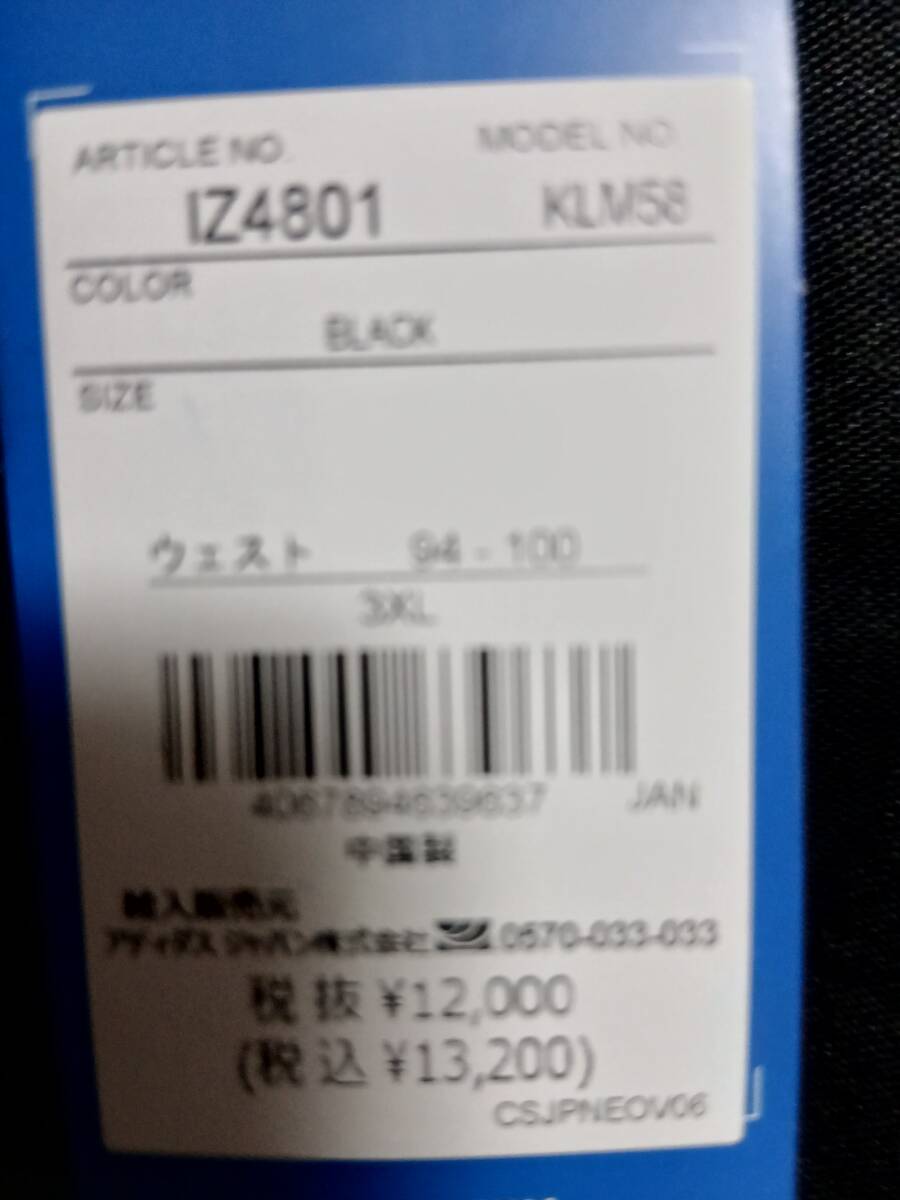 ARTICLE NO. MODEL NO.
IZ4801 KLM58
COLOR
BLACK
SIZE
ウェスト 94 - 100
3XL
4067894639637 JAN
中国製
輸入販売元
アディダス ジャパン株式会社 0570-033-033
税抜 ¥12,000
(税込 ¥13,200)
CSJPNEOV06